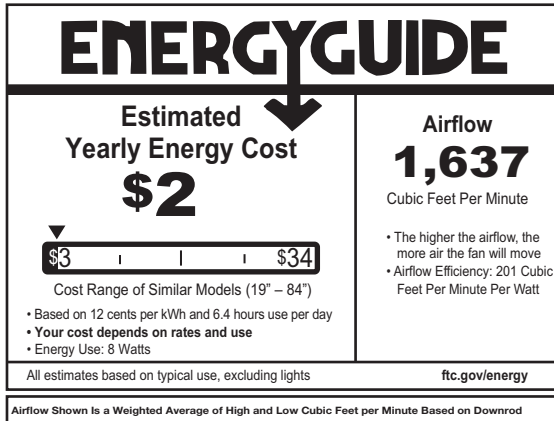 ENERGYGUIDE
Estimated
Yearly Energy Cost
$2
$3 $34
Cost Range of Similar Models (19” – 84”)
• Based on 12 cents per kWh and 6.4 hours use per day
• Your cost depends on rates and use
• Energy Use: 8 Watts
Airflow
1,637
Cubic Feet Per Minute
• The higher the airflow, the
more air the fan will move
• Airflow Efficiency: 201 Cubic
Feet Per Minute Per Watt
All estimates based on typical use, excluding lights
ftc.gov/energy
Airflow Shown Is a Weighted Average of High and Low Cubic Feet per Minute Based on Downrod